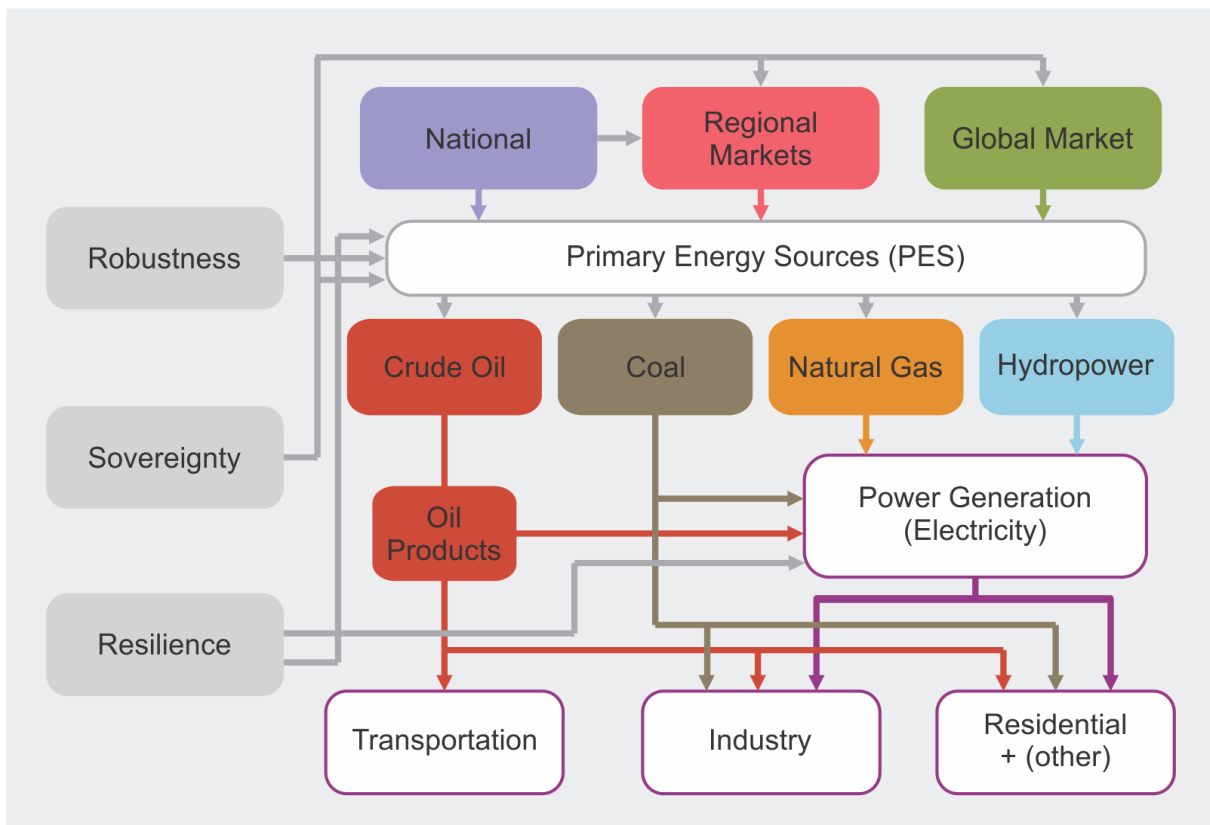 National
Regional
Markets
Global Market
Robustness
Primary Energy Sources (PES)
Crude Oil
Coal
Natural Gas
Hydropower
Sovereignty
Power Generation
(Electricity)
Oil
Products
Resilience
Transportation
Industry
Residential
+ (other)